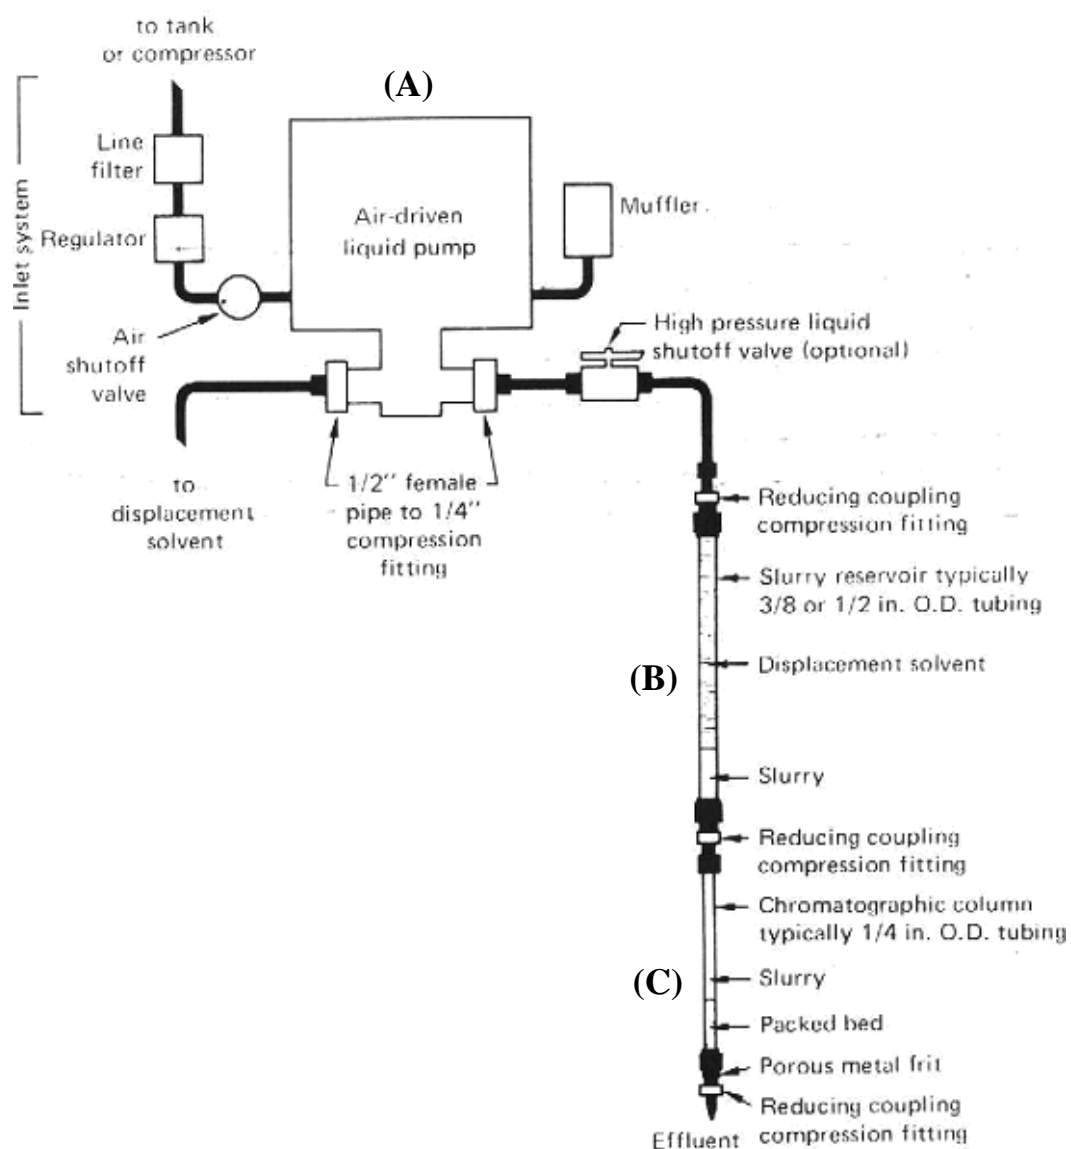 to tank
or compressor
(A)
Line
filter
Inlet system
Regulator
Air-driven
liquid pump
Muffler
Air
shutoff
valve
High pressure liquid
shutoff valve (optional)
to
displacement
solvent
1/2" female
pipe to 1/4"
compression
fitting
Reducing coupling
compression fitting
Slurry reservoir typically
3/8 or 1/2 in. O.D. tubing
(B)
Displacement solvent
Slurry
Reducing coupling
compression fitting
Chromatographic column
typically 1/4 in. O.D. tubing
(C)
Slurry
Packed bed
Porous metal frit
Reducing coupling
compression fitting
Effluent